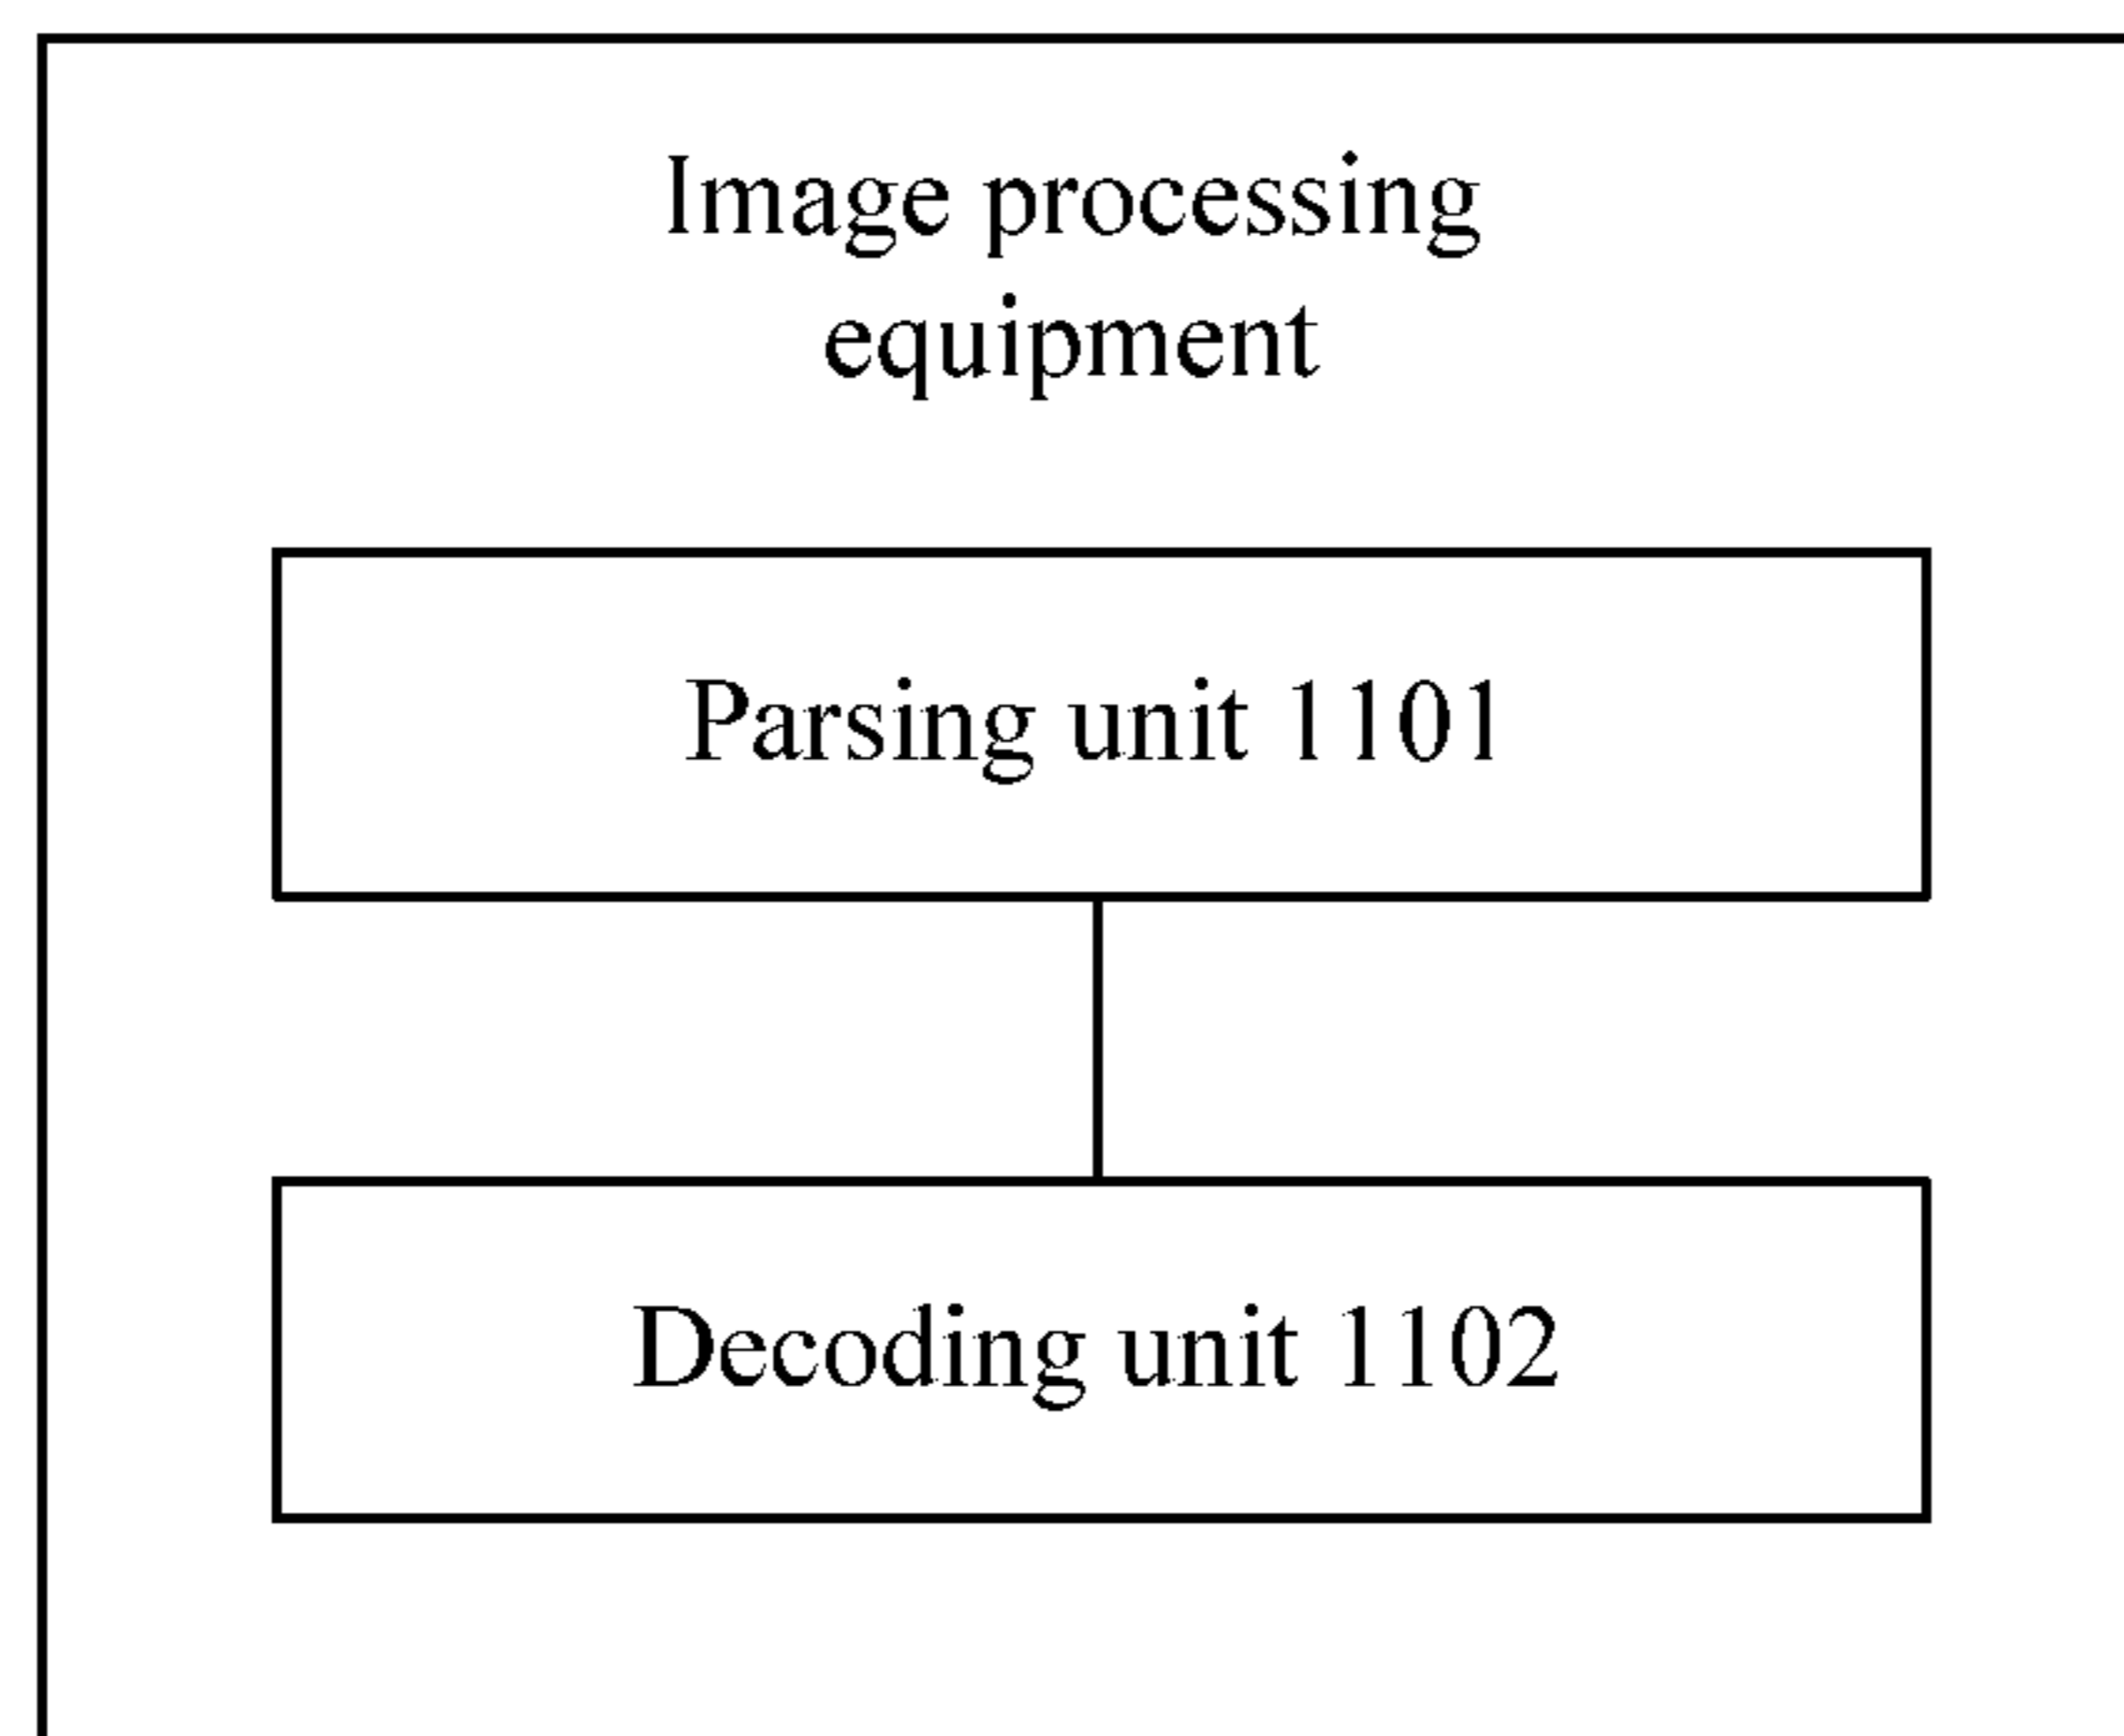 Image processing
equipment
Parsing unit 1101
Decoding unit 1102